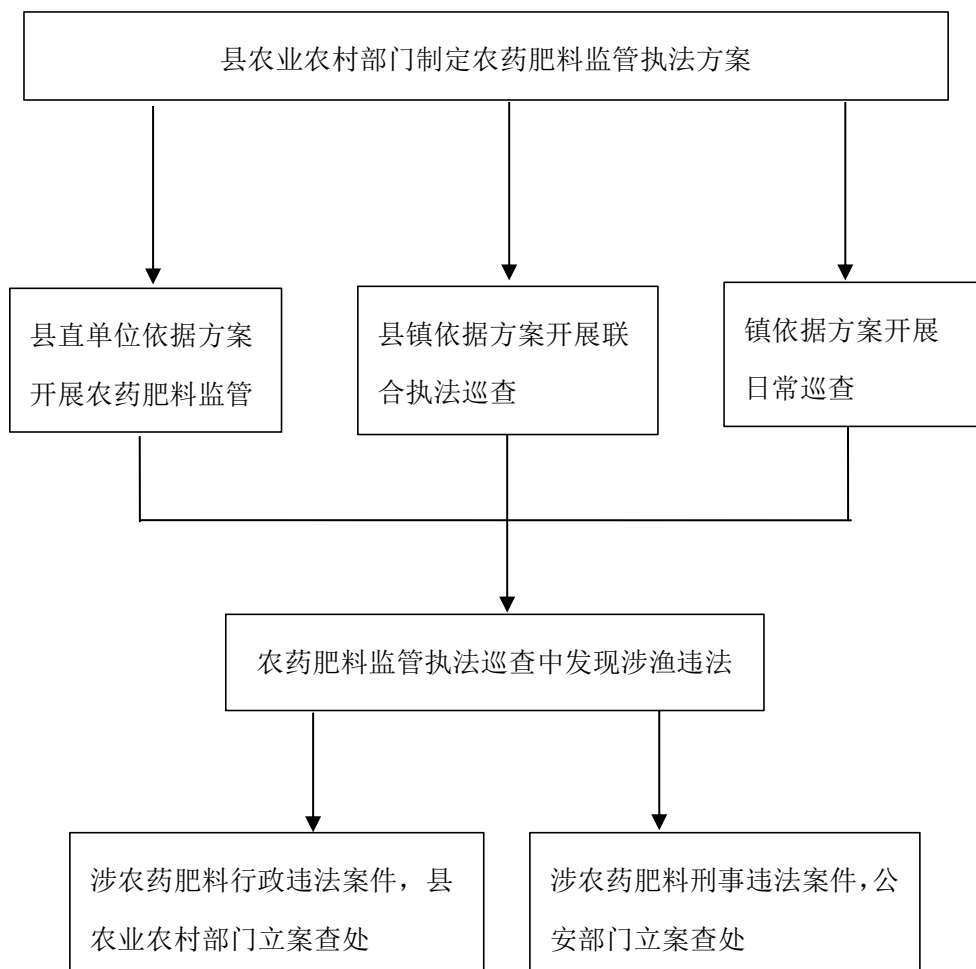 县农业农村部门制定农药肥料监管执法方案
县直单位依据方案
开展农药肥料监管
县镇依据方案开展联
合执法巡查
镇依据方案开展
日常巡查
农药肥料监管执法巡查中发现涉渔违法
涉农药肥料行政违法案件，县
农业农村部门立案查处
涉农药肥料刑事违法案件，公
安部门立案查处